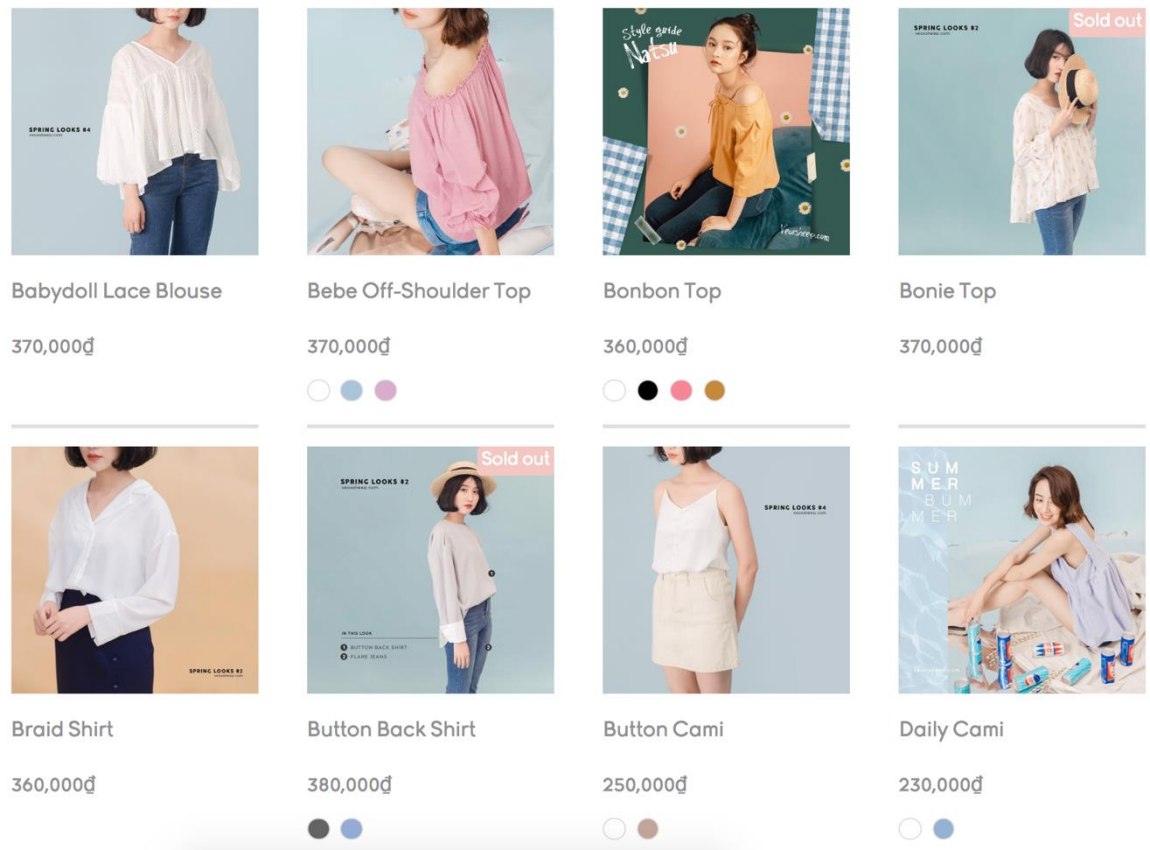 SPRING LOOKS #4
Style guide
Natsu
SPRING LOOKS #2
Sold out
Babydoll Lace Blouse
Bebe Off-Shoulder Top
Bonbon Top
Bonie Top
370,000₫
370,000₫
360,000₫
370,000₫
SPRING LOOKS #2
Sold out
SPRING LOOKS #2
IN THIS LOOK
1 BUTTON BACK SHIRT
2 FLARE JEANS
1
2
SPRING LOOKS #4
SUM
MER
BUM
MER
Braid Shirt
Button Back Shirt
Button Cami
Daily Cami
360,000₫
380,000₫
250,000₫
230,000₫